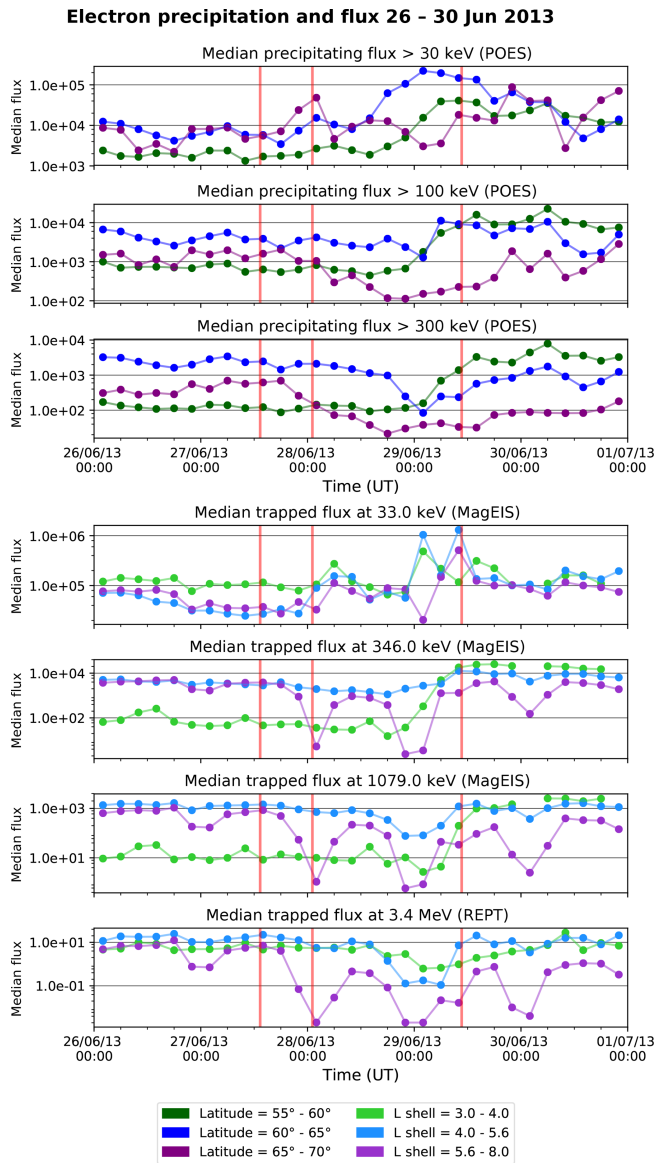 Electron precipitation and flux 26 – 30 Jun 2013
Median precipitating flux > 30 keV (POES)
Median flux
1.0e+05
1.0e+04
1.0e+03
Median precipitating flux > 100 keV (POES)
Median flux
1.0e+04
1.0e+03
1.0e+02
Median precipitating flux > 300 keV (POES)
Median flux
1.0e+04
1.0e+03
1.0e+02
26/06/13 27/06/13 28/06/13 29/06/13 30/06/13 01/07/13
00:00 00:00 00:00 00:00 00:00 00:00
Time (UT)
Median trapped flux at 33.0 keV (MagEIS)
Median flux
1.0e+06
1.0e+05
Median trapped flux at 346.0 keV (MagEIS)
Median flux
1.0e+04
1.0e+02
Median trapped flux at 1079.0 keV (MagEIS)
Median flux
1.0e+03
1.0e+01
Median trapped flux at 3.4 MeV (REPT)
Median flux
1.0e+01
1.0e−01
26/06/13 27/06/13 28/06/13 29/06/13 30/06/13 01/07/13
00:00 00:00 00:00 00:00 00:00 00:00
Time (UT)
Latitude = 55° - 60° L shell = 3.0 - 4.0
Latitude = 60° - 65° L shell = 4.0 - 5.6
Latitude = 65° - 70° L shell = 5.6 - 8.0